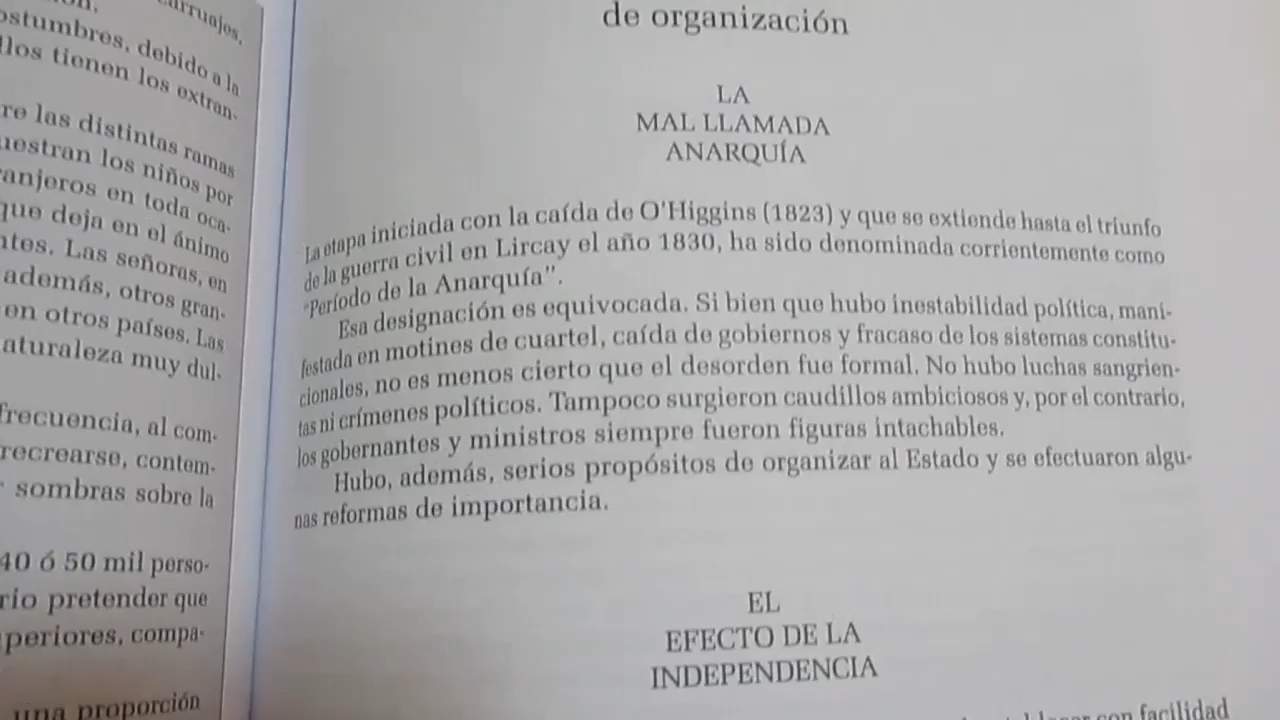 carruajes,
ostumbres, debido a la
llos tienen los extran-
re las distintas ramas
uestran los niños por
anjeros en toda oca-
que deja en el ánimo
ntes. Las señoras, en
además, otros gran-
en otros países. Las
aturaleza muy dul-
frecuencia, al com-
recrearse, contem-
sombras sobre la
40 ó 50 mil perso-
rio pretender que
periores, compa-
una proporción
de organización
LA
MAL LLAMADA
ANARQUÍA
La etapa iniciada con la caída de O'Higgins (1823) y que se extiende hasta el triunfo
de la guerra civil en Lircay el año 1830, ha sido denominada corrientemente como
"Período de la Anarquía".
Esa designación es equivocada. Si bien que hubo inestabilidad política, mani-
festada en motines de cuartel, caída de gobiernos y fracaso de los sistemas constitu-
cionales, no es menos cierto que el desorden fue formal. No hubo luchas sangrien-
tas ni crímenes políticos. Tampoco surgieron caudillos ambiciosos y, por el contrario,
los gobernantes y ministros siempre fueron figuras intachables.
Hubo, además, serios propósitos de organizar al Estado y se efectuaron algu-
nas reformas de importancia.
EL
EFECTO DE LA
INDEPENDENCIA
con facilidad